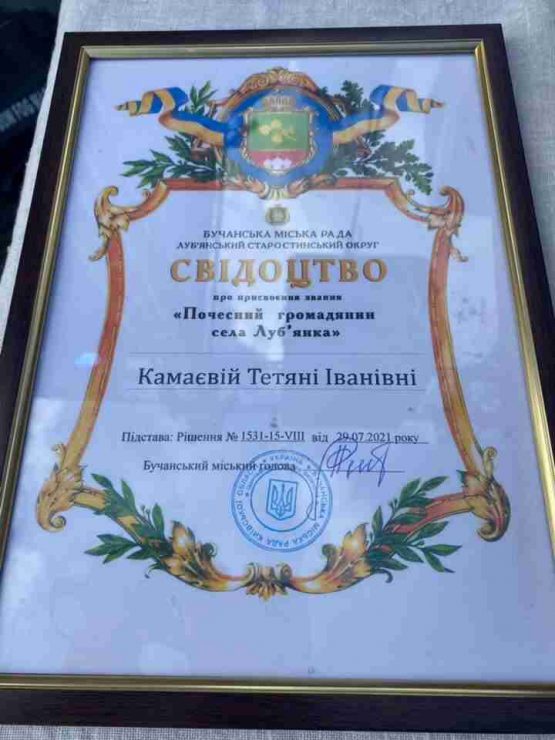 БУЧАНСЬКА МІСЬКА РАДА
ЛУБ'ЯНСЬКИЙ СТАРОСТИНСЬКИЙ ОКРУГ
СВІДОЦТВО
про присвоєння звання
«Почесний громадянин
села Луб'янка»
Камаєвій Тетяні Іванівні
Підстава: Рішення № 1531-15-VIII від 29.07.2021 року
Бучанський міський голова